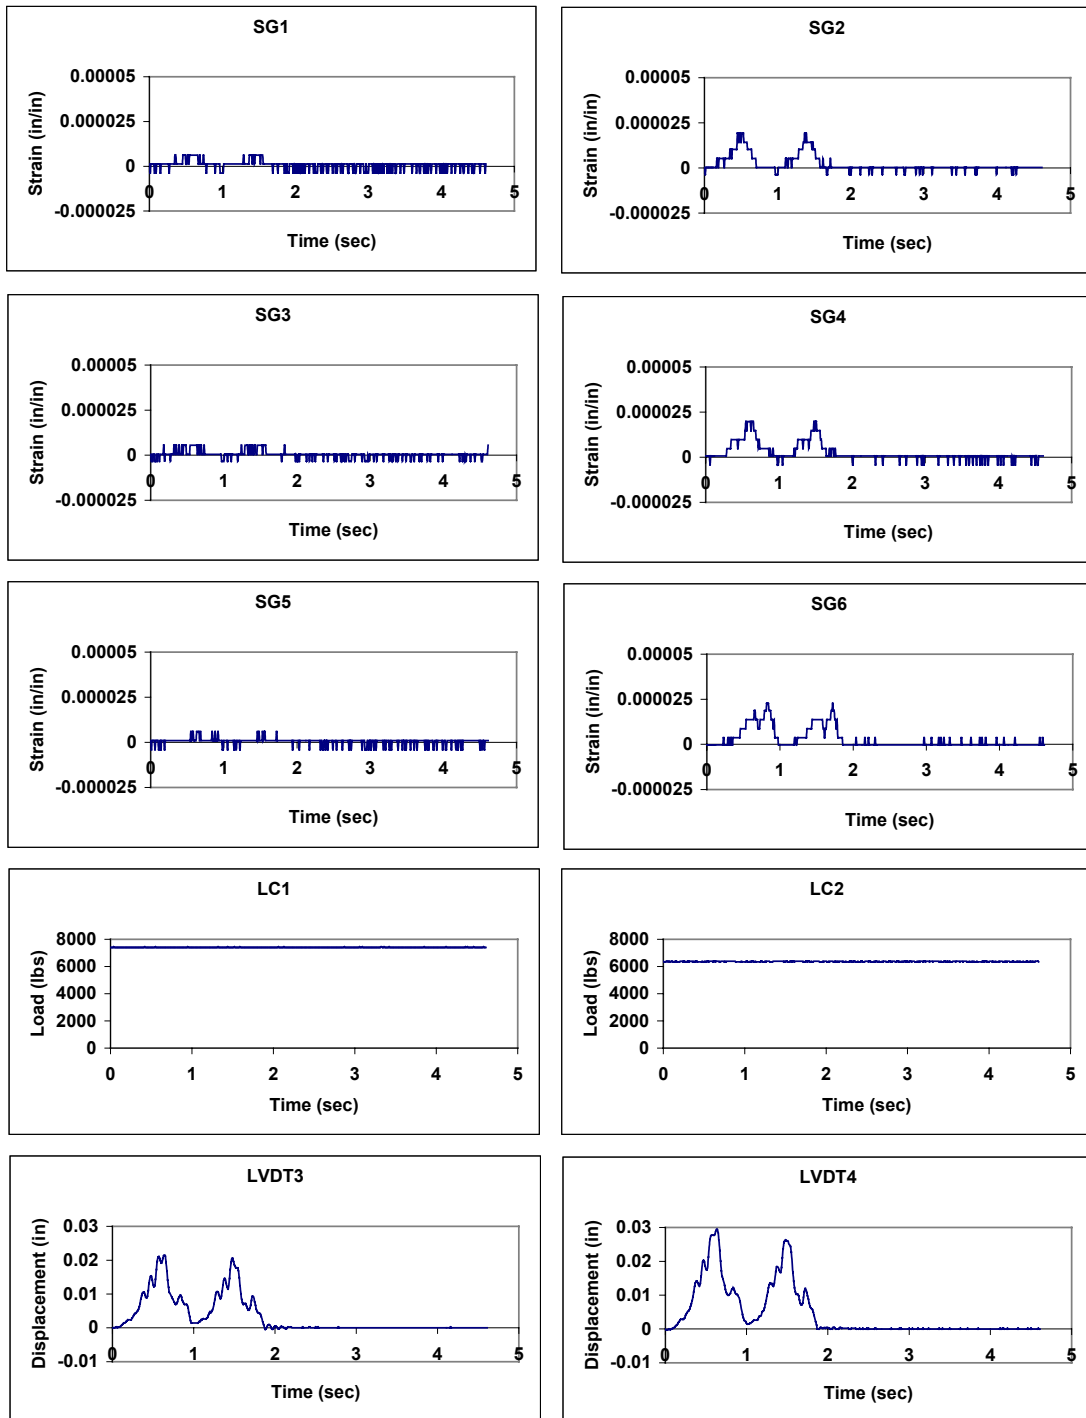 SG1
0.00005
0.000025
0
-0.000025
Strain (in/in)
0 1 2 3 4 5
Time (sec)
SG2
0.00005
0.000025
0
-0.000025
Strain (in/in)
0 1 2 3 4 5
Time (sec)
SG3
0.00005
0.000025
0
-0.000025
Strain (in/in)
0 1 2 3 4 5
Time (sec)
SG4
0.00005
0.000025
0
-0.000025
Strain (in/in)
0 1 2 3 4 5
Time (sec)
SG5
0.00005
0.000025
0
-0.000025
Strain (in/in)
0 1 2 3 4 5
Time (sec)
SG6
0.00005
0.000025
0
-0.000025
Strain (in/in)
0 1 2 3 4 5
Time (sec)
LC1
8000
6000
4000
2000
0
Load (lbs)
0 1 2 3 4 5
Time (sec)
LC2
8000
6000
4000
2000
0
Load (lbs)
0 1 2 3 4 5
Time (sec)
LVDT3
0.03
0.02
0.01
0
-0.01
Displacement (in)
0 1 2 3 4 5
Time (sec)
LVDT4
0.03
0.02
0.01
0
-0.01
Displacement (in)
0 1 2 3 4 5
Time (sec)